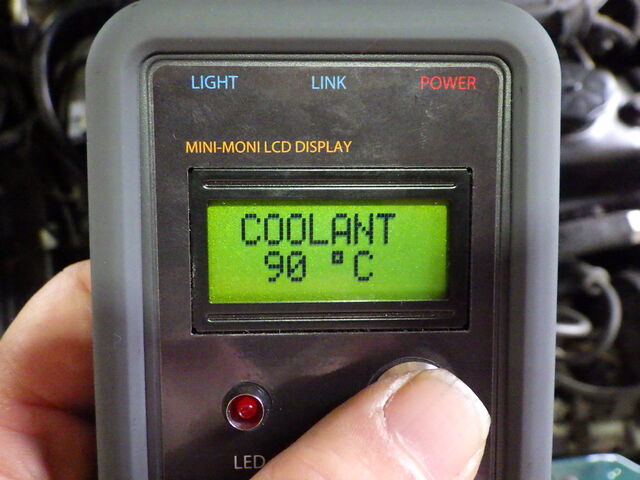 LIGHT LINK POWER
MINI-MONI LCD DISPLAY
COOLANT
90 °C
LED